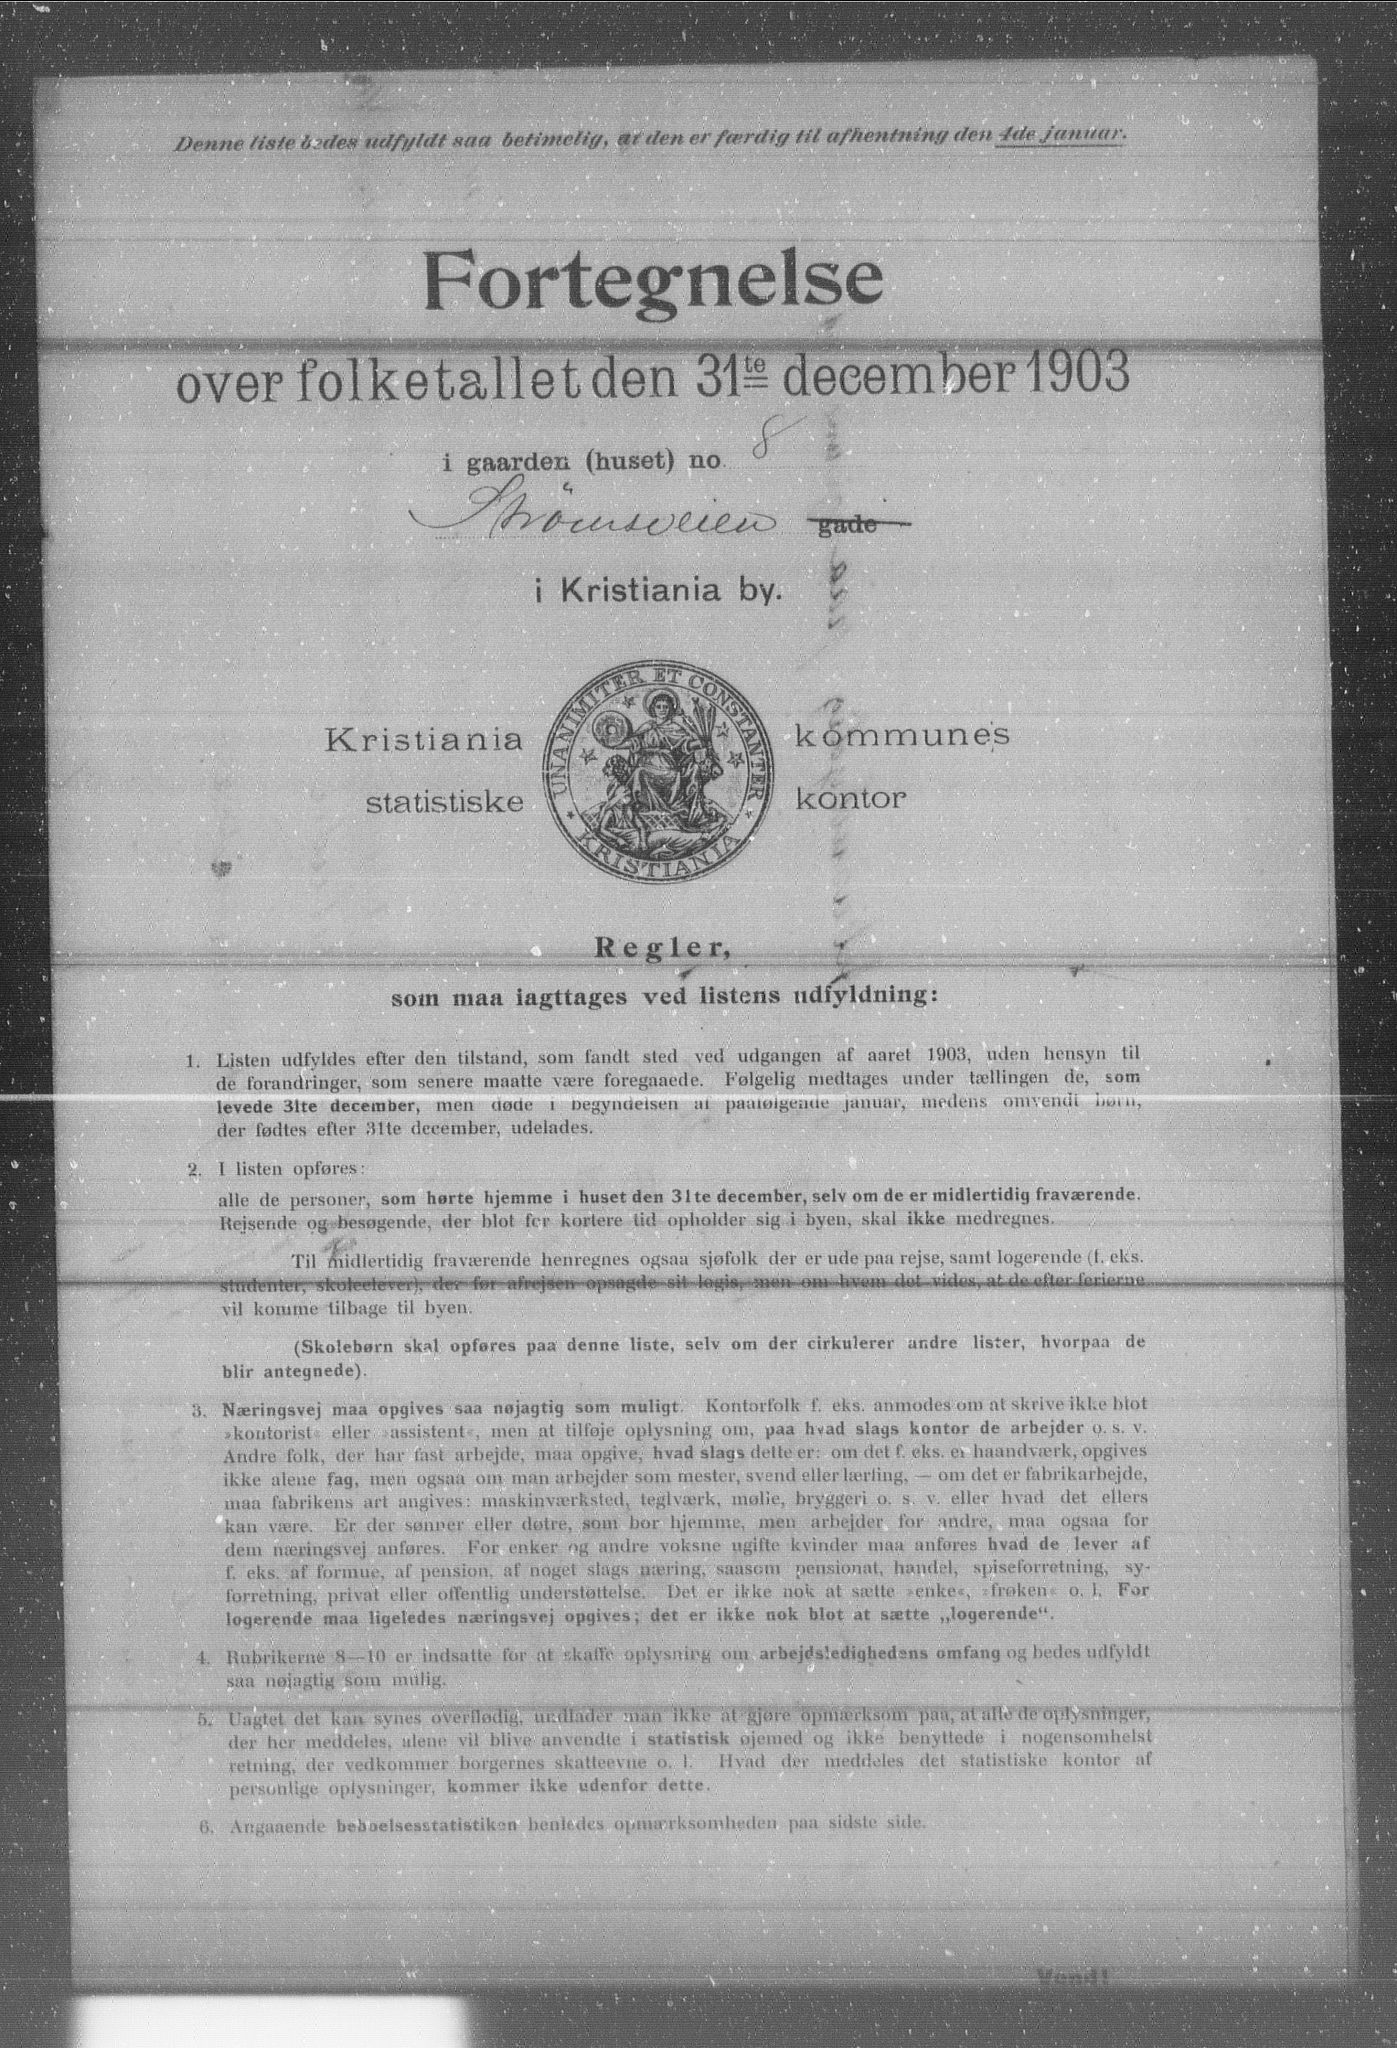 Denne liste bedes udfyldt saa betimelig, at den er færdig til afhentning den 4de januar.
Fortegnelse
over folketallet den 31te december 1903
i gaarden (huset) no. 8
Strömsveien gade
i Kristiania by.
UNANIMITER ET CONSTANTER
KRISTIANIA
Kristiania kommunes
statistiske kontor
Regler,
som maa iagttages ved listens udfyldning:
1. Listen udfyldes efter den tilstand, som fandt sted ved udgangen af aaret 1903, uden hensyn til
de forandringer, som senere maatte være foregaaede. Følgelig medtages under tællingen de, som
levede 31te december, men døde i begyndelsen af paafølgende januar, medens omvendt børn,
der fødtes efter 31te december, udelades.
2. I listen opføres:
alle de personer, som hørte hjemme i huset den 31te december, selv om de er midlertidig fraværende.
Rejsende og besøgende, der blot for kortere tid opholder sig i byen, skal ikke medregnes.
Til midlertidig fraværende henregnes ogsaa sjøfolk der er ude paa rejse, samt logerende (f. eks.
studenter, skoleelever), der før afrejsen opsagde sit logis, men om hvem det vides, at de efter ferierne
vil komme tilbage til byen.
(Skolebørn skal opføres paa denne liste, selv om der cirkulerer andre lister, hvorpaa de
blir antegnede).
3. Næringsvej maa opgives saa nøjagtig som muligt. Kontorfolk f. eks. anmodes om at skrive ikke blot
»kontorist« eller »assistent«, men at tilføje oplysning om, paa hvad slags kontor de arbejder o. s. v.
Andre folk, der har fast arbejde, maa opgive, hvad slags dette er: om det f. eks. er haandværk, opgives
ikke alene fag, men ogsaa om man arbejder som mester, svend eller lærling, — om det er fabrikarbejde,
maa fabrikens art angives: maskinværksted, teglværk, mølle, bryggeri o. s. v. eller hvad det ellers
kan være. Er der sønner eller døtre, som bor hjemme, men arbejder for andre, maa ogsaa for
dem næringsvej anføres. For enker og andre voksne ugifte kvinder maa anføres hvad de lever af
f. eks. af formue, af pension, af noget slags næring, saasom pensionat, handel, spiseforretning, sy-
forretning, privat eller offentlig understøttelse. Det er ikke nok at sætte »enke«, »frøken« o. l. For
logerende maa ligeledes næringsvej opgives; det er ikke nok blot at sætte „logerende“.
4. Rubrikerne 8—10 er indsatte for at skaffe oplysning om arbejdsledighedens omfang og bedes udfyldt
saa nøjagtig som mulig.
5. Uagtet det kan synes overflødig, undlader man ikke at gjøre opmærksom paa, at alle de oplysninger,
der her meddeles, alene vil blive anvendte i statistisk øjemed og ikke benyttede i nogensomhelst
retning, der vedkommer borgernes skatteevne o. l. Hvad der meddeles det statistiske kontor af
personlige oplysninger, kommer ikke udenfor dette.
6. Angaaende beboelsesstatistiken henledes opmærksomheden paa sidste side.
Vend!